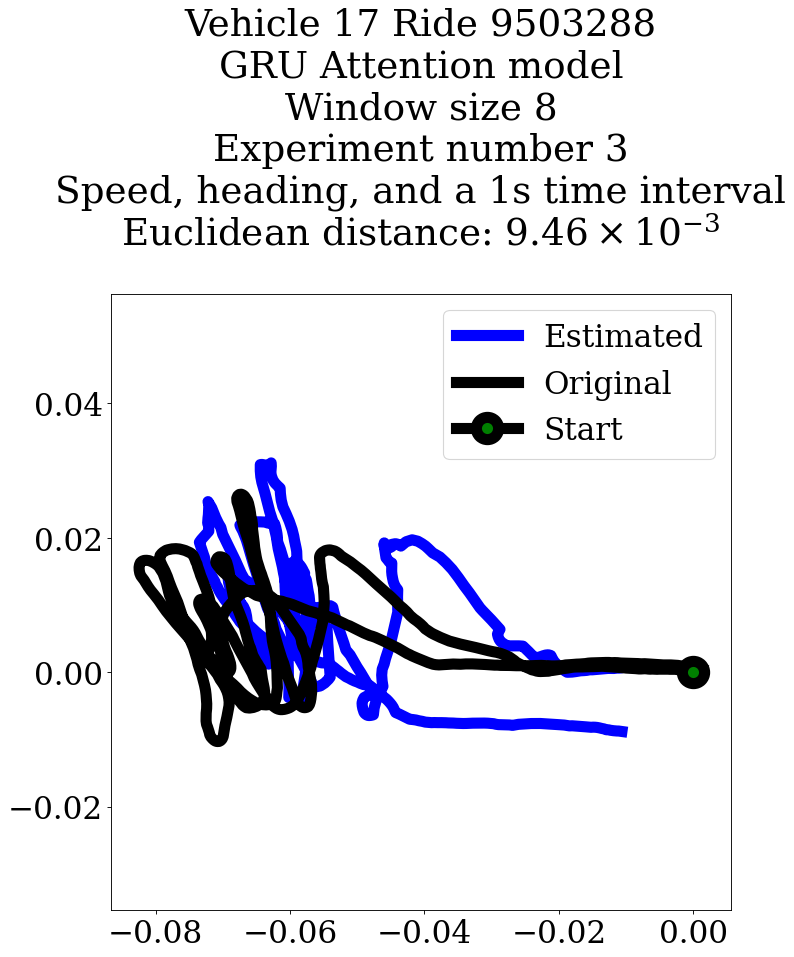 Vehicle 17 Ride 9503288
GRU Attention model
Window size 8
Experiment number 3
Speed, heading, and a 1s time interval
Euclidean distance: 9.46 × 10⁻³
Estimated
Original
Start
0.04
0.02
0.00
−0.02
−0.08 −0.06 −0.04 −0.02 0.00